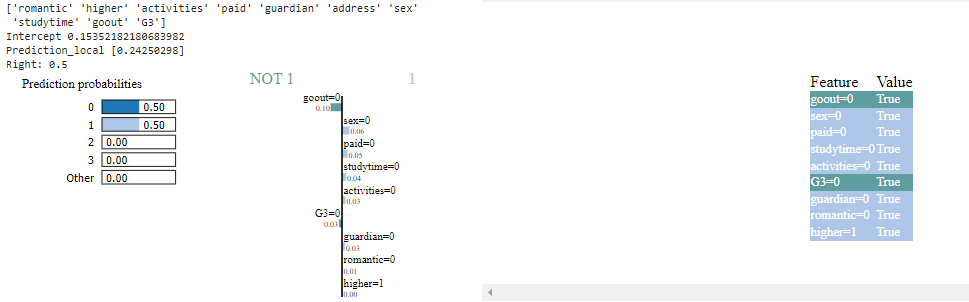 ['romantic' 'higher' 'activities' 'paid' 'guardian' 'address' 'sex'
'studytime' 'goout' 'G3']
Intercept 0.15352182180683982
Prediction_local [0.24250298]
Right: 0.5
Prediction probabilities
0 0.50
1 0.50
2 0.00
3 0.00
Other 0.00
NOT 1 1
goout=0
0.10
sex=0
0.06
paid=0
0.05
studytime=0
0.04
activities=0
0.03
G3=0
0.03
guardian=0
0.03
romantic=0
0.01
higher=1
0.00
Feature Value
goout=0 True
sex=0 True
paid=0 True
studytime=0 True
activities=0 True
G3=0 True
guardian=0 True
romantic=0 True
higher=1 True